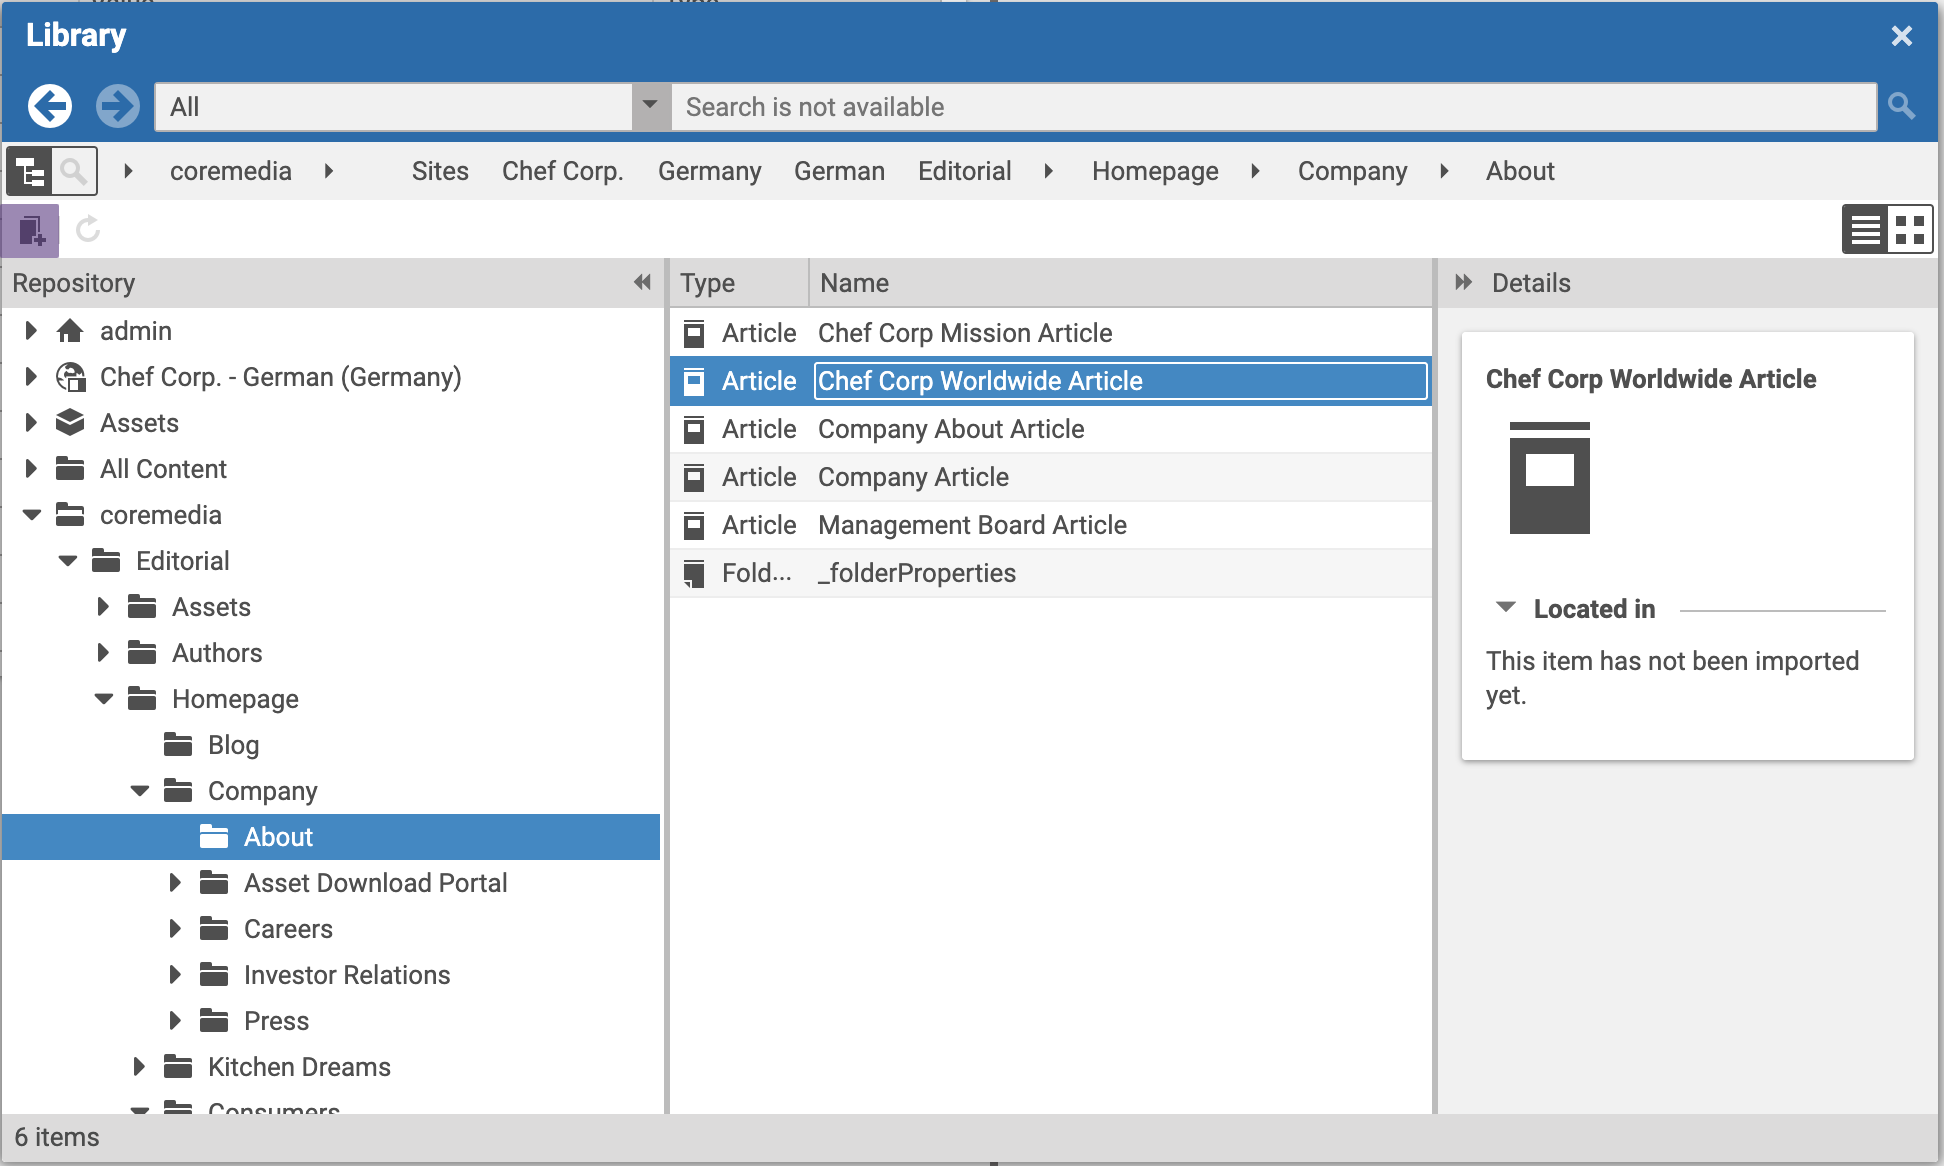 Library
All Search is not available
coremedia Sites Chef Corp. Germany German Editorial Homepage Company About
Repository
admin
Chef Corp. - German (Germany)
Assets
All Content
coremedia
Editorial
Assets
Authors
Homepage
Blog
Company
About
Asset Download Portal
Careers
Investor Relations
Press
Kitchen Dreams
Consumers
Type Name
Article Chef Corp Mission Article
Article Chef Corp Worldwide Article
Article Company About Article
Article Company Article
Article Management Board Article
Fold... _folderProperties
Details
Chef Corp Worldwide Article
Located in
This item has not been imported
yet.
6 items